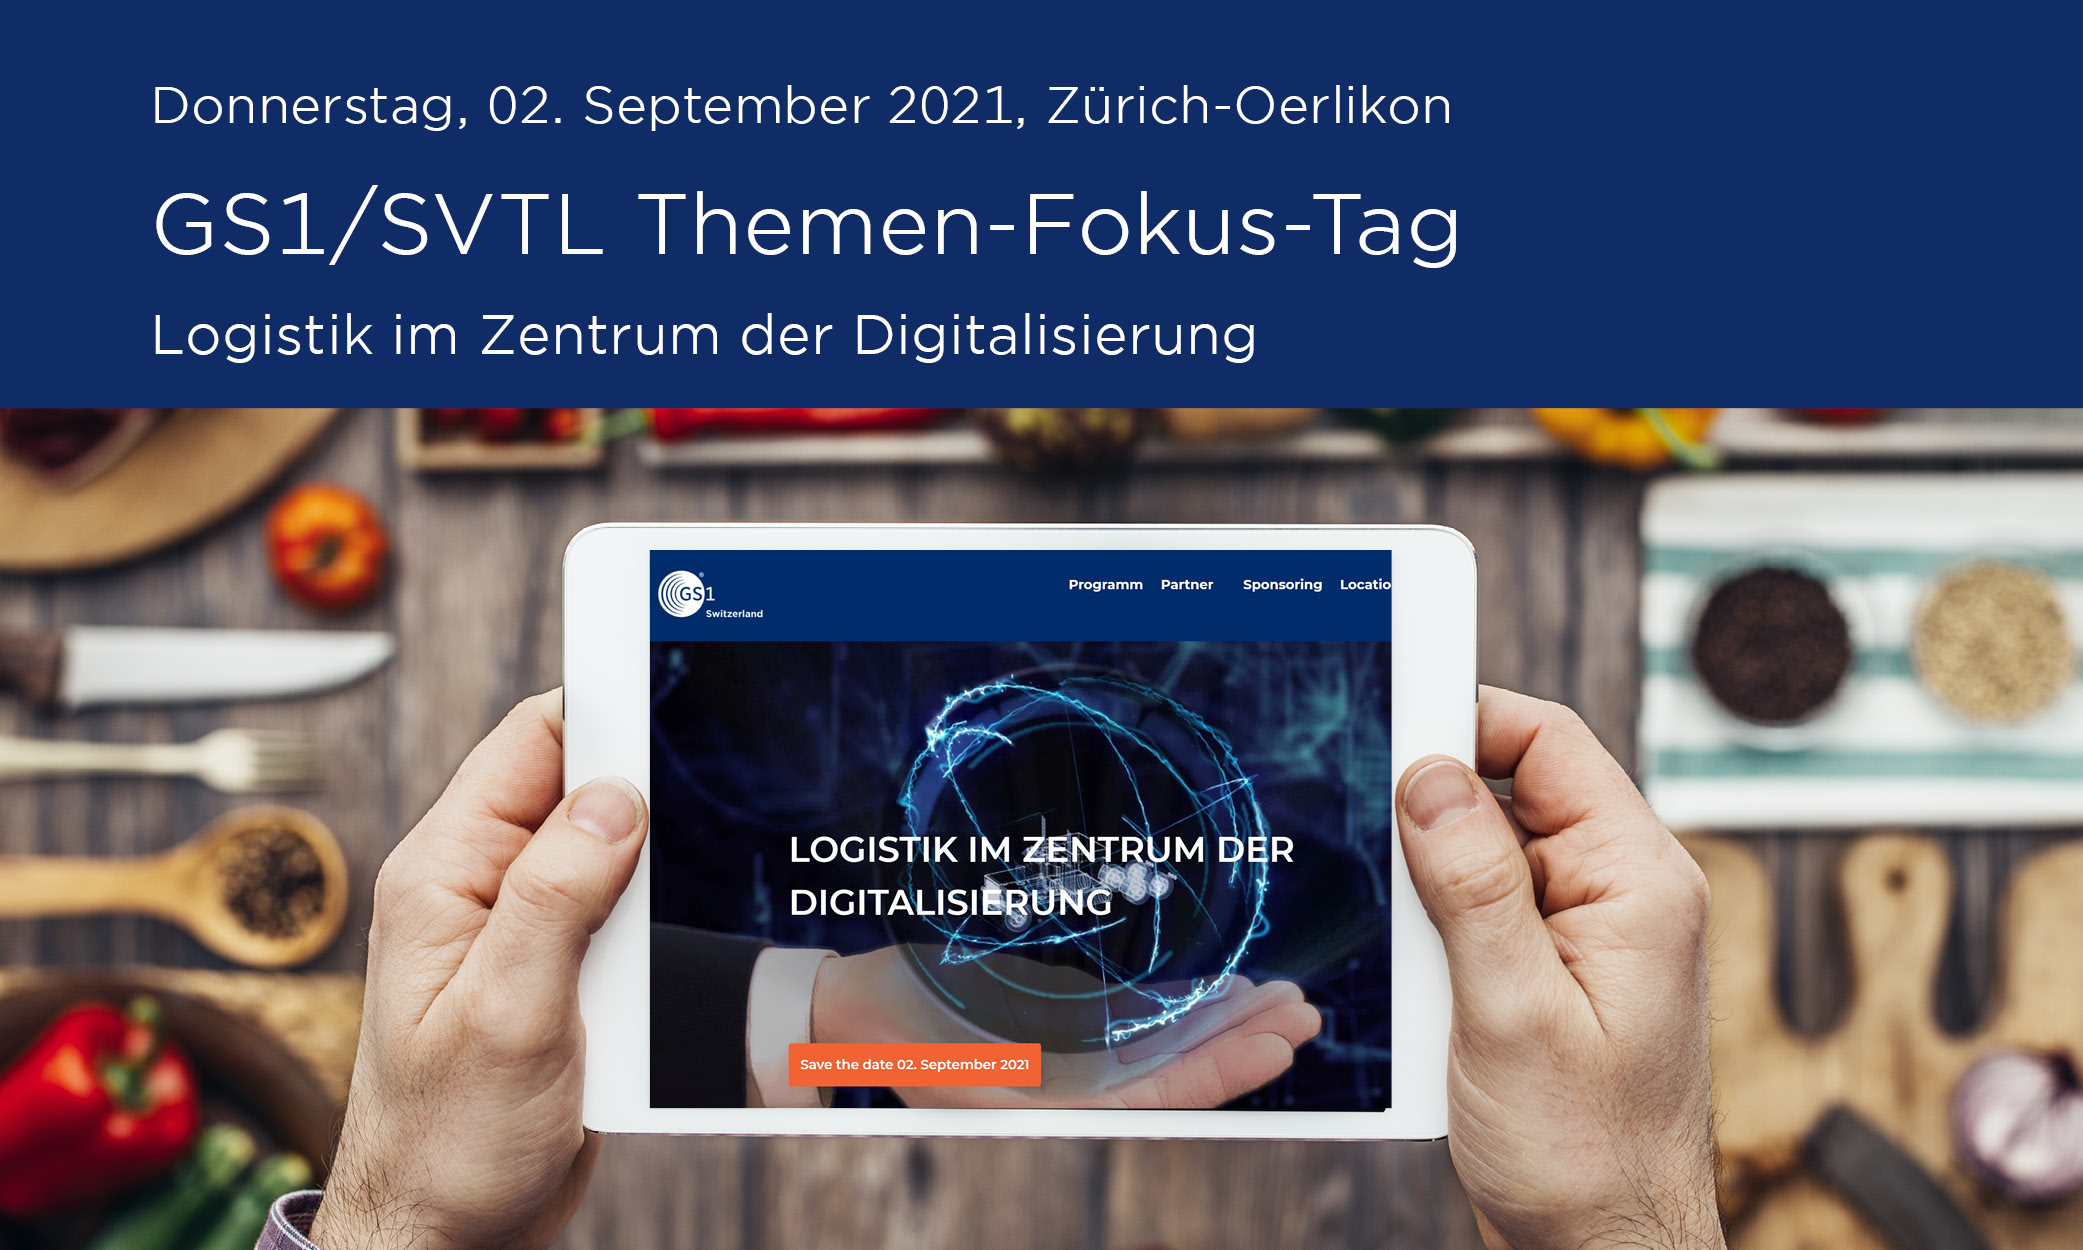 Donnerstag, 02. September 2021, Zürich-Oerlikon
GS1/SVTL Themen-Fokus-Tag
Logistik im Zentrum der Digitalisierung
GS1
Switzerland
Programm Partner Sponsoring Locatio
LOGISTIK IM ZENTRUM DER
DIGITALISIERUNG
Save the date 02. September 2021